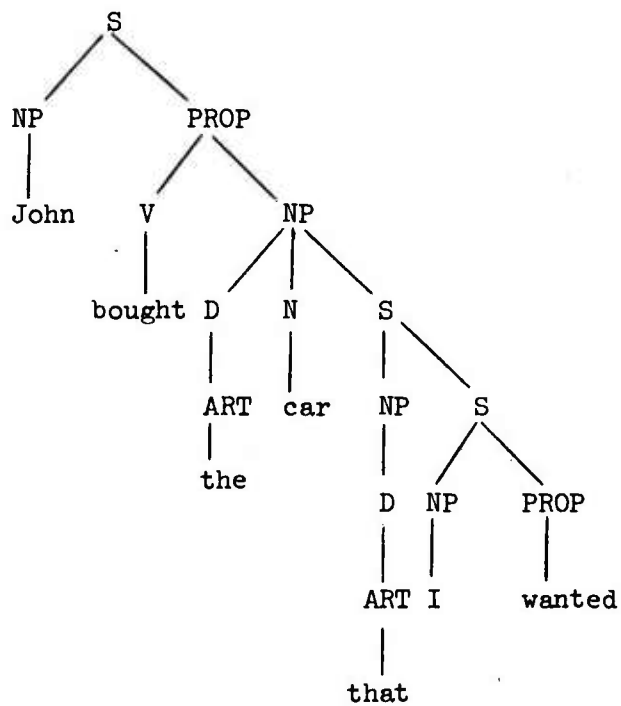 S
NP PROP
John V NP
bought D N S
ART car NP S
the
D NP PROP
ART I wanted
that